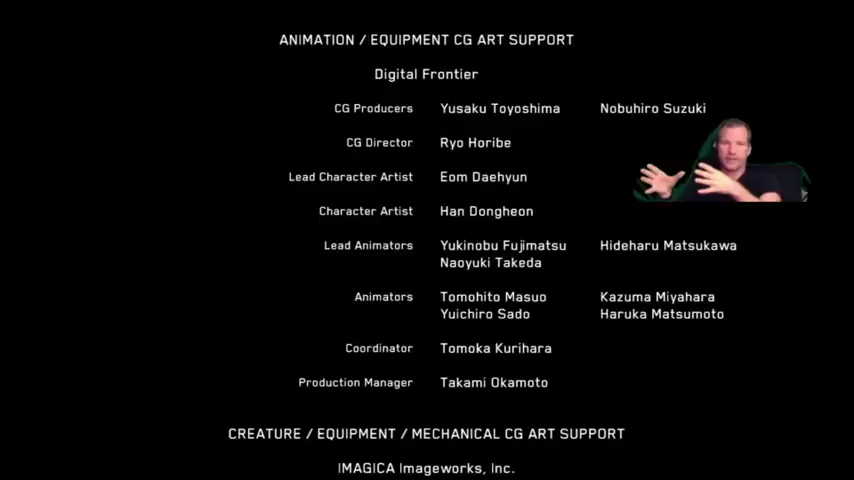 ANIMATION / EQUIPMENT CG ART SUPPORT
Digital Frontier
CG Producers Yusaku Toyoshima Nobuhiro Suzuki
CG Director Ryo Horibe
Lead Character Artist Eom Daehyun
Character Artist Han Dongheon
Lead Animators Yukinobu Fujimatsu Hideharu Matsukawa
Naoyuki Takeda
Animators Tomohito Masuo Kazuma Miyahara
Yuichiro Sado Haruka Matsumoto
Coordinator Tomoka Kurihara
Production Manager Takami Okamoto
CREATURE / EQUIPMENT / MECHANICAL CG ART SUPPORT
IMAGICA Imageworks, Inc.